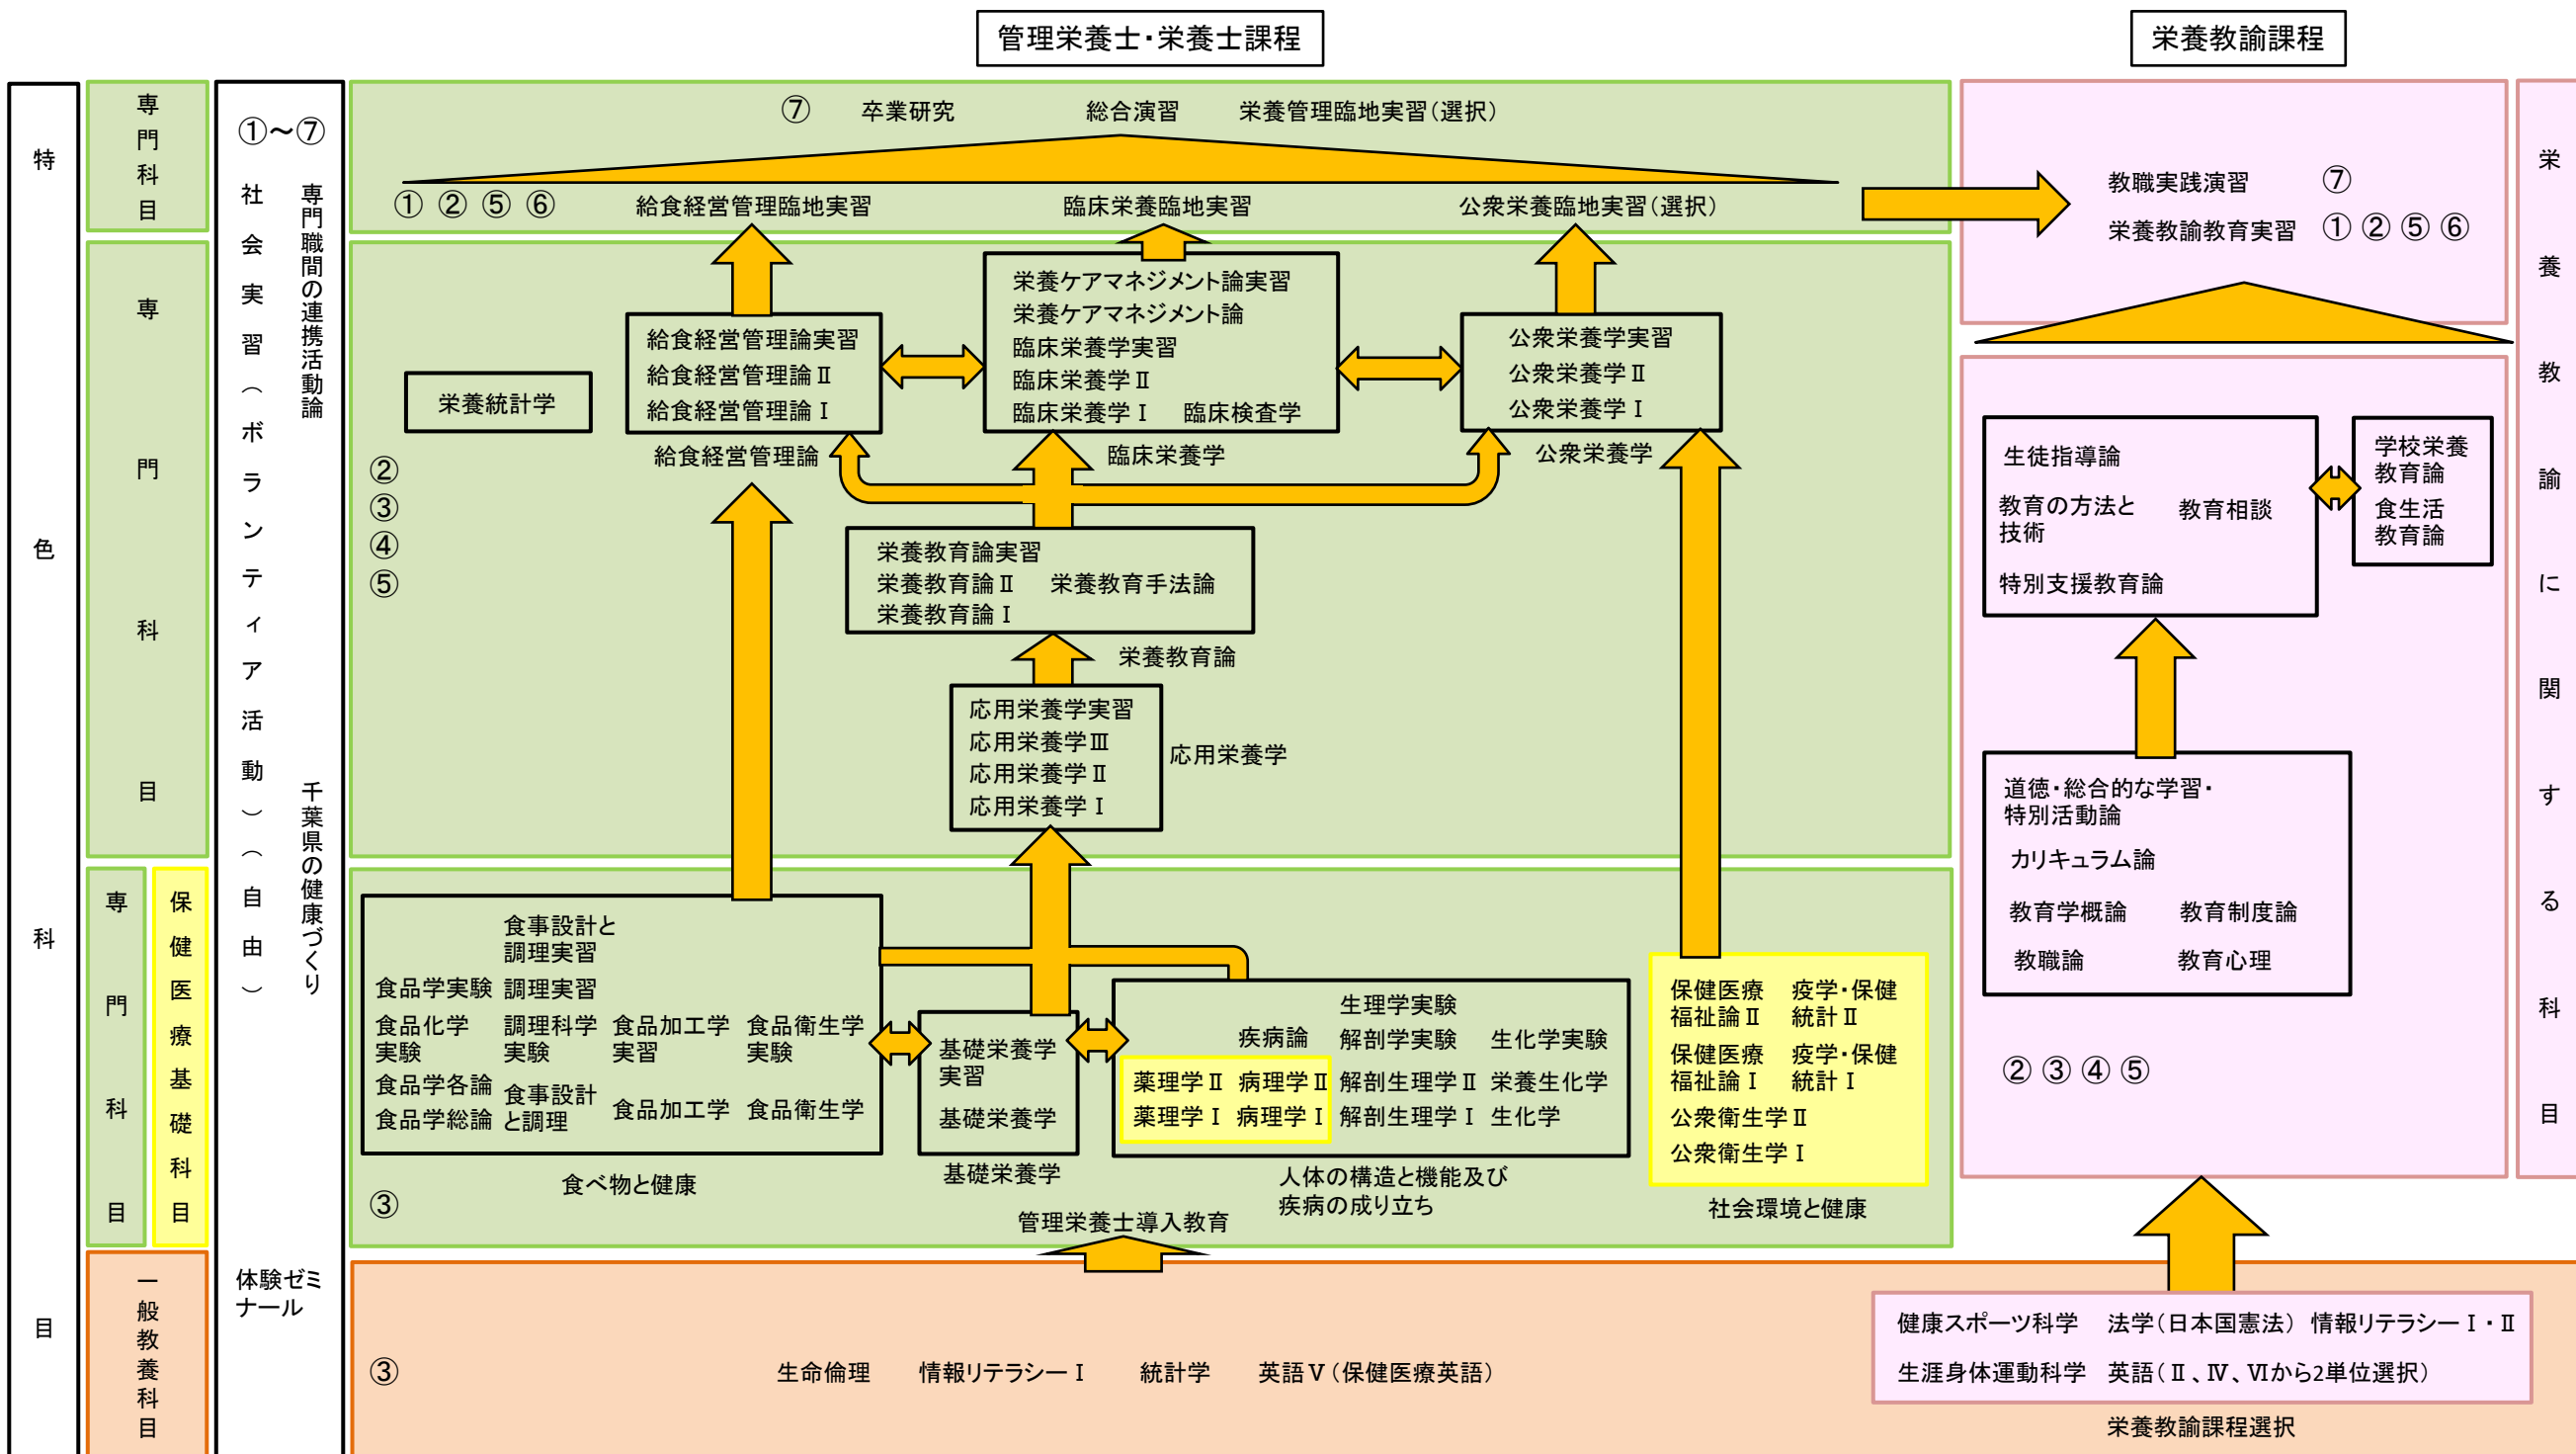 管理栄養士・栄養士課程
栄養教諭課程
特色科目
専門科目
専門科目
専門科目
保健医療基礎科目
一般教養科目
①～⑦
専門職間の連携活動論
社会実習（ボランティア活動）（自由）
千葉県の健康づくり
体験ゼミ
ナール
⑦ 卒業研究 総合演習 栄養管理臨地実習（選択）
① ② ⑤ ⑥ 給食経営管理臨地実習 臨床栄養臨地実習 公衆栄養臨地実習（選択）
栄養統計学
給食経営管理論実習
給食経営管理論Ⅱ
給食経営管理論Ⅰ
給食経営管理論
栄養ケアマネジメント論実習
栄養ケアマネジメント論
臨床栄養学実習
臨床栄養学Ⅱ
臨床栄養学Ⅰ 臨床検査学
臨床栄養学
公衆栄養学実習
公衆栄養学Ⅱ
公衆栄養学Ⅰ
公衆栄養学
②
③
④
⑤
栄養教育論実習
栄養教育論Ⅱ 栄養教育手法論
栄養教育論Ⅰ
栄養教育論
応用栄養学実習
応用栄養学Ⅲ
応用栄養学Ⅱ
応用栄養学Ⅰ
応用栄養学
食事設計と
調理実習
食品学実験 調理実習
食品化学
実験
調理科学
実験
食品加工学
実習
食品衛生学
実験
食品学各論
食品学総論
食事設計
と調理
食品加工学 食品衛生学
食べ物と健康
基礎栄養学
実習
基礎栄養学
基礎栄養学
生理学実験
疾病論 解剖学実験 生化学実験
薬理学Ⅱ 病理学Ⅱ 解剖生理学Ⅱ 栄養生化学
薬理学Ⅰ 病理学Ⅰ 解剖生理学Ⅰ 生化学
人体の構造と機能及び
疾病の成り立ち
保健医療
福祉論Ⅱ
疫学・保健
統計Ⅱ
保健医療
福祉論Ⅰ
疫学・保健
統計Ⅰ
公衆衛生学Ⅱ
公衆衛生学Ⅰ
社会環境と健康
③
管理栄養士導入教育
③ 生命倫理 情報リテラシーⅠ 統計学 英語Ⅴ（保健医療英語）
教職実践演習 ⑦
栄養教諭教育実習 ① ② ⑤ ⑥
生徒指導論
教育の方法と
技術
教育相談
特別支援教育論
学校栄養
教育論
食生活
教育論
道徳・総合的な学習・
特別活動論
カリキュラム論
教育学概論 教育制度論
教職論 教育心理
② ③ ④ ⑤
栄養教諭に関する科目
健康スポーツ科学 法学（日本国憲法） 情報リテラシーⅠ・Ⅱ
生涯身体運動科学 英語（Ⅱ、Ⅳ、Ⅵから2単位選択）
栄養教諭課程選択